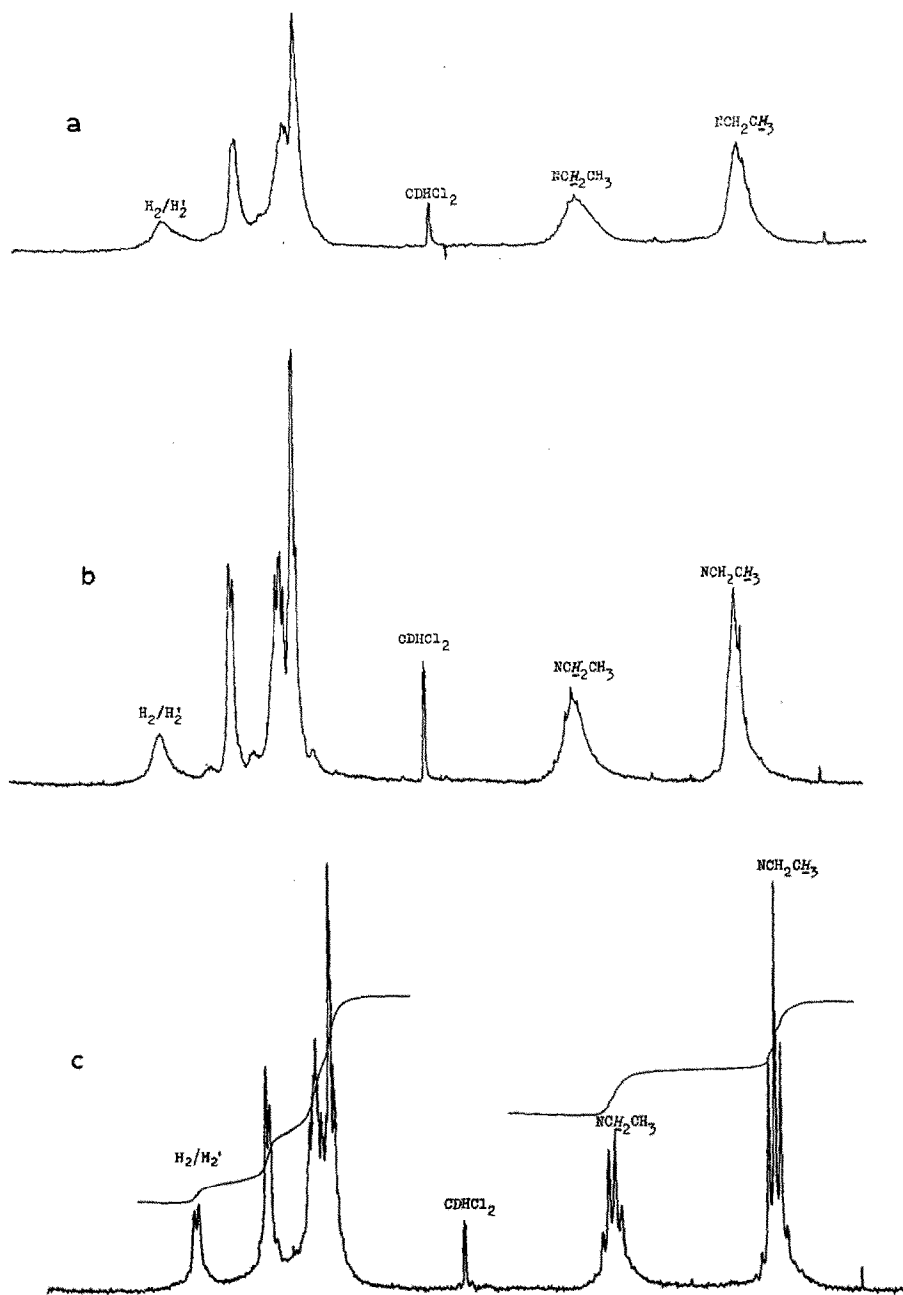 a
NCH₂CH₃
NCH₂CH₃
CDHCl₂
H₂/H₂'
b
NCH₂CH₃
CDHCl₂
NCH₂CH₃
H₂/H₂'
c
NCH₂CH₃
NCH₂CH₃
H₂/H₂'
CDHCl₂